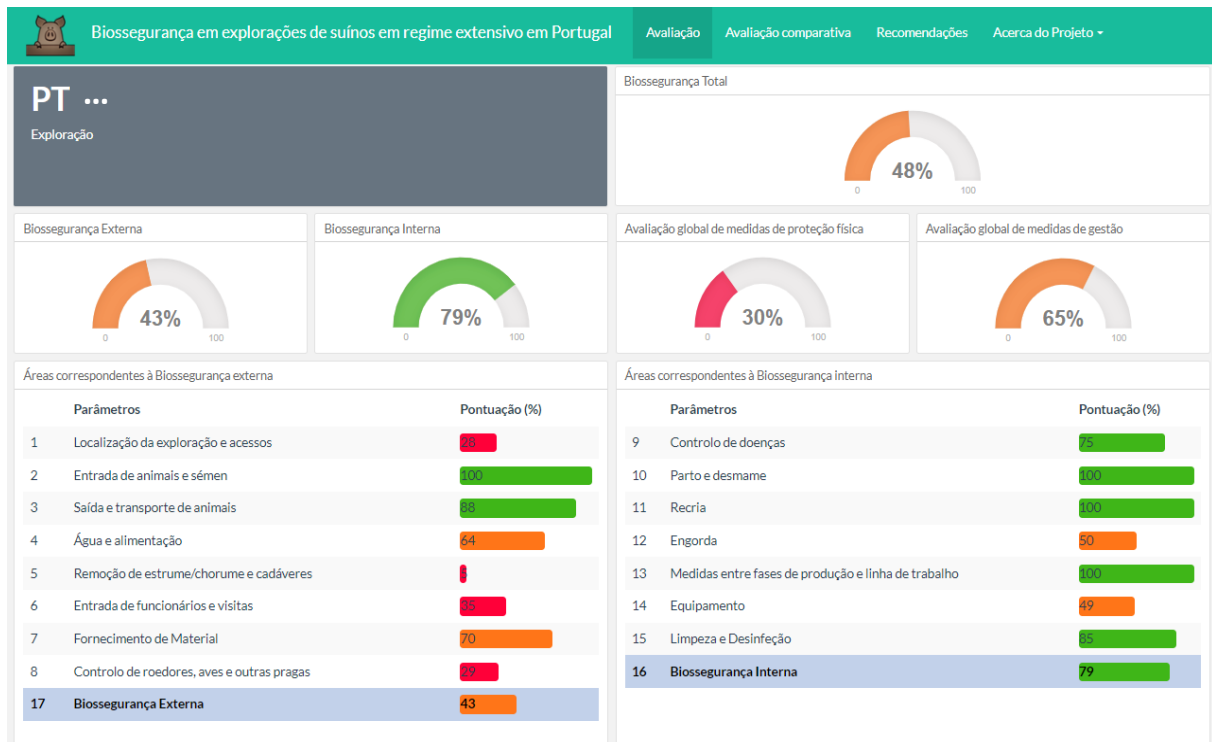 Biossegurança em explorações de suínos em regime extensivo em Portugal
Avaliação
Avaliação comparativa
Recomendações
Acerca do Projeto
PT ...
Exploração
Biossegurança Total
48%
0 100
Biossegurança Externa
43%
0 100
Biossegurança Interna
79%
0 100
Avaliação global de medidas de proteção física
30%
0 100
Avaliação global de medidas de gestão
65%
0 100
Áreas correspondentes à Biossegurança externa
Parâmetros Pontuação (%)
1 Localização da exploração e acessos 28
2 Entrada de animais e sémen 100
3 Saída e transporte de animais 88
4 Água e alimentação 64
5 Remoção de estrume/chorume e cadáveres
6 Entrada de funcionários e visitas 35
7 Fornecimento de Material 70
8 Controlo de roedores, aves e outras pragas 29
17 Biossegurança Externa 43
Áreas correspondentes à Biossegurança interna
Parâmetros Pontuação (%)
9 Controlo de doenças 75
10 Parto e desmame 100
11 Recria 100
12 Engorda 50
13 Medidas entre fases de produção e linha de trabalho 100
14 Equipamento 49
15 Limpeza e Desinfeção 85
16 Biossegurança Interna 79